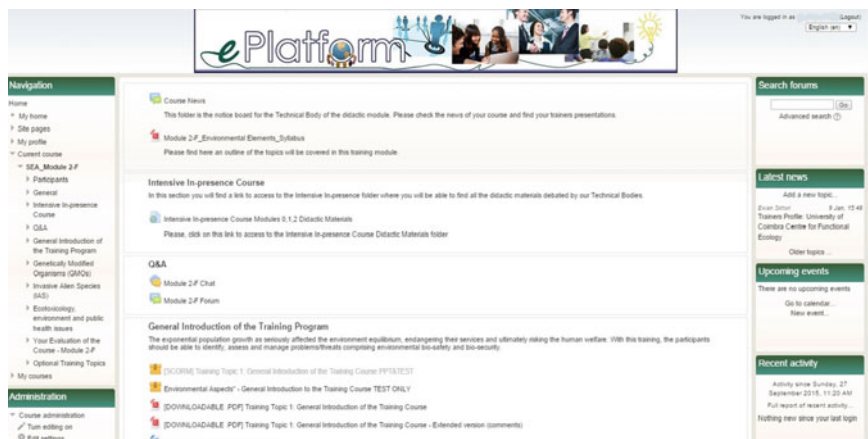 ePlatform
You are logged in as (Logout)
English (en)
Navigation
Home
My home
Site pages
My profile
Current course
SEA_Module 2-F
Participants
General
Intensive In-presence
Course
Q&A
General Introduction of
the Training Program
Genetically Modified
Organisms (GMOs)
Invasive Alien Species
(IAS)
Ecotoxicology,
environment and public
health issues
Your Evaluation of the
Course - Module 2-F
Optional Training Topics
My courses
Administration
Course administration
Turn editing on
Edit settings
Course News
This folder is the notice board for the Technical Body of the didactic module. Please check the news of your course and find your trainers presentations.
Module 2-F_Environmental Elements_Syllabus
Please find here an outline of the topics will be covered in this training module.
Intensive In-presence Course
In this section you will find a link to access to the Intensive In-presence folder where you will be able to find all the didactic materials debated by our Technical Bodies.
Intensive In-presence Course Modules 0,1,2 Didactic Materials
Please, click on this link to access to the Intensive In-presence Course Didactic Materials folder
Q&A
Module 2-F Chat
Module 2-F Forum
General Introduction of the Training Program
The exponential population growth as seriously affected the environment equilibrium, endangering their services and ultimately risking the human welfare. With this training, the participants
should be able to identify, assess and manage problems/threats comprising environmental bio-safety and bio-security.
[SCORM] Training Topic 1: General Introduction of the Training Course PPTATEST
Environmental Aspects" - General Introduction to the Training Course TEST ONLY
[DOWNLOADABLE .PDF] Training Topic 1: General Introduction of the Training Course
[DOWNLOADABLE .PDF] Training Topic 1: General Introduction of the Training Course - Extended version (comments)
Search forums
Go
Advanced search
Latest news
Add a new topic...
9 Jan, 15:48
Trainers Profile: University of
Coimbra Centre for Functional
Ecology
Older topics ...
Upcoming events
There are no upcoming events
Go to calendar...
New event...
Recent activity
Activity since Sunday, 27
September 2015, 11:20 AM
Full report of recent activity...
Nothing new since your last login